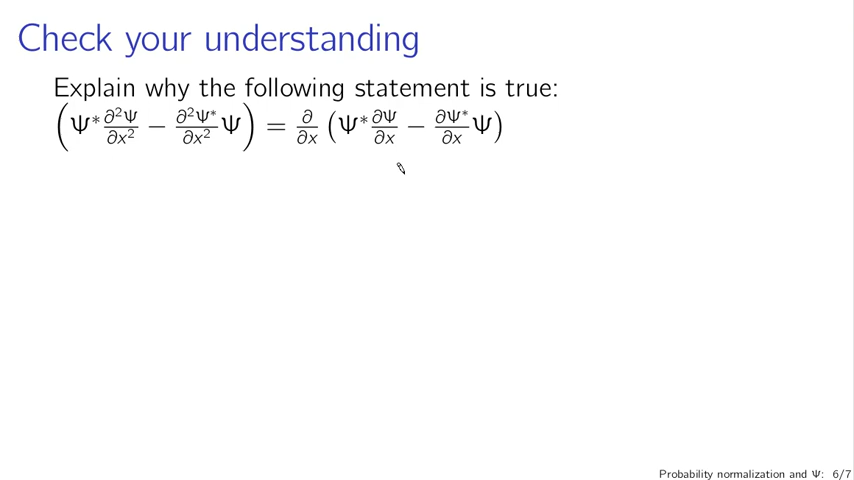 Check your understanding
Explain why the following statement is true:
(Ψ* ∂²Ψ/∂x² − ∂²Ψ*/∂x² Ψ) = ∂/∂x (Ψ* ∂Ψ/∂x − ∂Ψ*/∂x Ψ)
Probability normalization and Ψ: 6/7